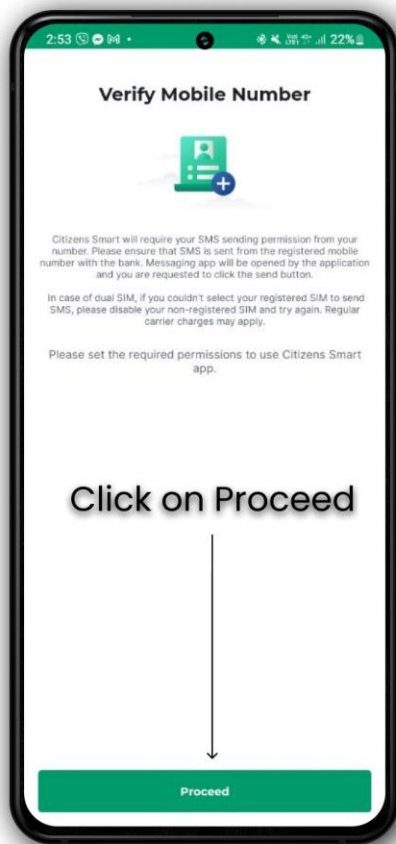 2:53
22%
Verify Mobile Number
Citizens Smart will require your SMS sending permission from your
number. Please ensure that SMS is sent from the registered mobile
number with the bank. Messaging app will be opened by the application
and you are requested to click the send button.
In case of dual SIM, if you couldn't select your registered SIM to send
SMS, please disable your non-registered SIM and try again. Regular
carrier charges may apply.
Please set the required permissions to use Citizens Smart
app.
Click on Proceed
Proceed